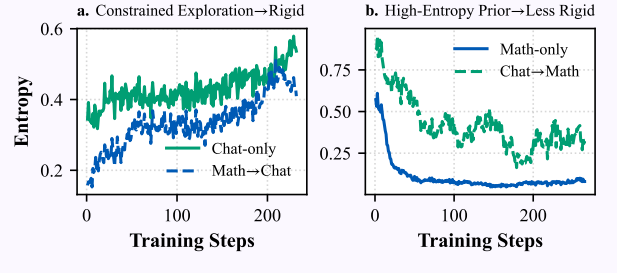 a. Constrained Exploration→Rigid
b. High-Entropy Prior→Less Rigid
Entropy
0.6
0.4
0.2
Chat-only
Math→Chat
0
100
200
Training Steps
0.75
0.50
0.25
Math-only
Chat→Math
0
100
200
Training Steps